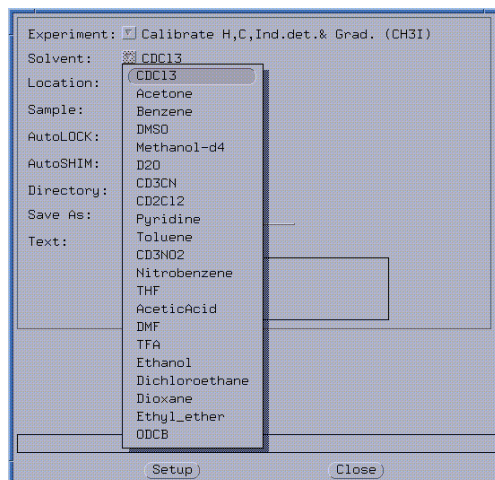 Experiment: Calibrate H,C,Ind.det.& Grad. (CH3I)
Solvent: CDCl3
Location:
Sample:
AutoLOCK:
AutoSHIM:
Directory:
Save As:
Text:
CDCl3
Acetone
Benzene
DMSO
Methanol-d4
D2O
CD3CN
CD2Cl2
Pyridine
Toluene
CD3NO2
Nitrobenzene
THF
AceticAcid
DMF
TFA
Ethanol
Dichloroethane
Dioxane
Ethyl_ether
ODCB
Setup Close